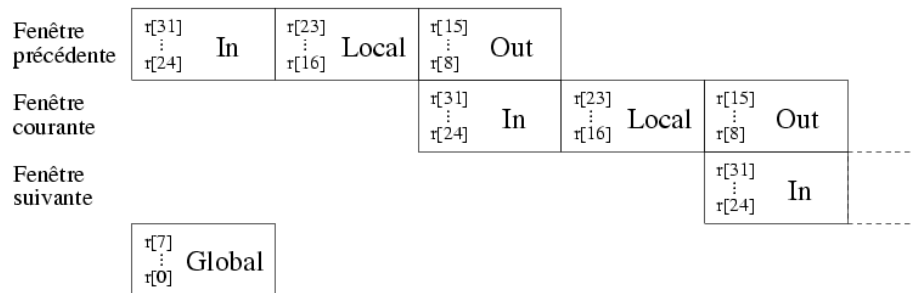 Fenêtre
précédente
r[31]
r[24]
In
r[23]
r[16]
Local
r[15]
r[8]
Out
Fenêtre
courante
r[31]
r[24]
In
r[23]
r[16]
Local
r[15]
r[8]
Out
Fenêtre
suivante
r[31]
r[24]
In
r[7]
r[0]
Global